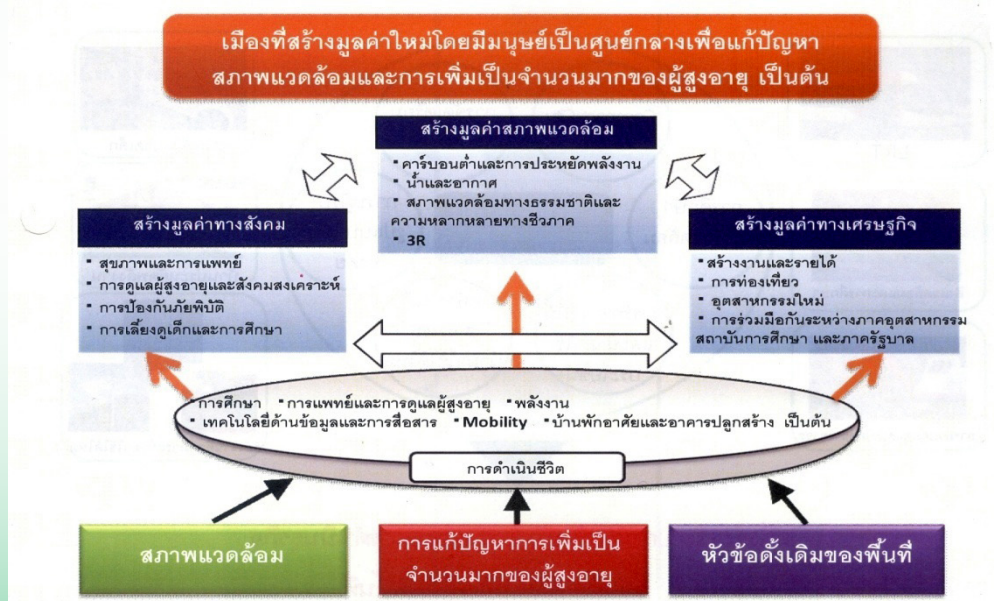 เมืองที่สร้างมูลค่าใหม่โดยมีมนุษย์เป็นศูนย์กลางเพื่อแก้ปัญหา
สภาพแวดล้อมและการเพิ่มเป็นจำนวนมากของผู้สูงอายุ เป็นต้น
สร้างมูลค่าสภาพแวดล้อม
▪ คาร์บอนต่ำและการประหยัดพลังงาน
▪ น้ำและอากาศ
▪ สภาพแวดล้อมทางธรรมชาติและ
ความหลากหลายทางชีวภาค
▪ 3R
สร้างมูลค่าทางสังคม
▪ สุขภาพและการแพทย์
▪ การดูแลผู้สูงอายุและสังคมสงเคราะห์
▪ การป้องกันภัยพิบัติ
▪ การเลี้ยงดูเด็กและการศึกษา
สร้างมูลค่าทางเศรษฐกิจ
▪ สร้างงานและรายได้
▪ การท่องเที่ยว
▪ อุตสาหกรรมใหม่
▪ การร่วมมือกันระหว่างภาคอุตสาหกรรม
สถาบันการศึกษา และภาครัฐบาล
▪ การศึกษา ▪ การแพทย์และการดูแลผู้สูงอายุ ▪ พลังงาน
▪ เทคโนโลยี่ด้านข้อมูลและการสื่อสาร ▪ Mobility ▪ บ้านพักอาศัยและอาคารปลูกสร้าง เป็นต้น
การดำเนินชีวิต
สภาพแวดล้อม
การแก้ปัญหาการเพิ่มเป็น
จำนวนมากของผู้สูงอายุ
หัวข้อดั้งเดิมของพื้นที่